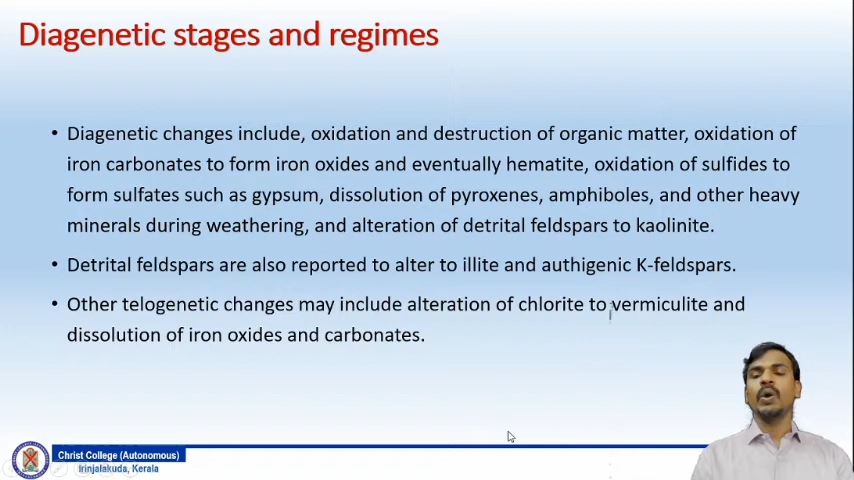 Diagenetic stages and regimes
• Diagenetic changes include, oxidation and destruction of organic matter, oxidation of
iron carbonates to form iron oxides and eventually hematite, oxidation of sulfides to
form sulfates such as gypsum, dissolution of pyroxenes, amphiboles, and other heavy
minerals during weathering, and alteration of detrital feldspars to kaolinite.
• Detrital feldspars are also reported to alter to illite and authigenic K-feldspars.
• Other telogenetic changes may include alteration of chlorite to vermiculite and
dissolution of iron oxides and carbonates.
Christ College (Autonomous)
Irinjalakuda, Kerala